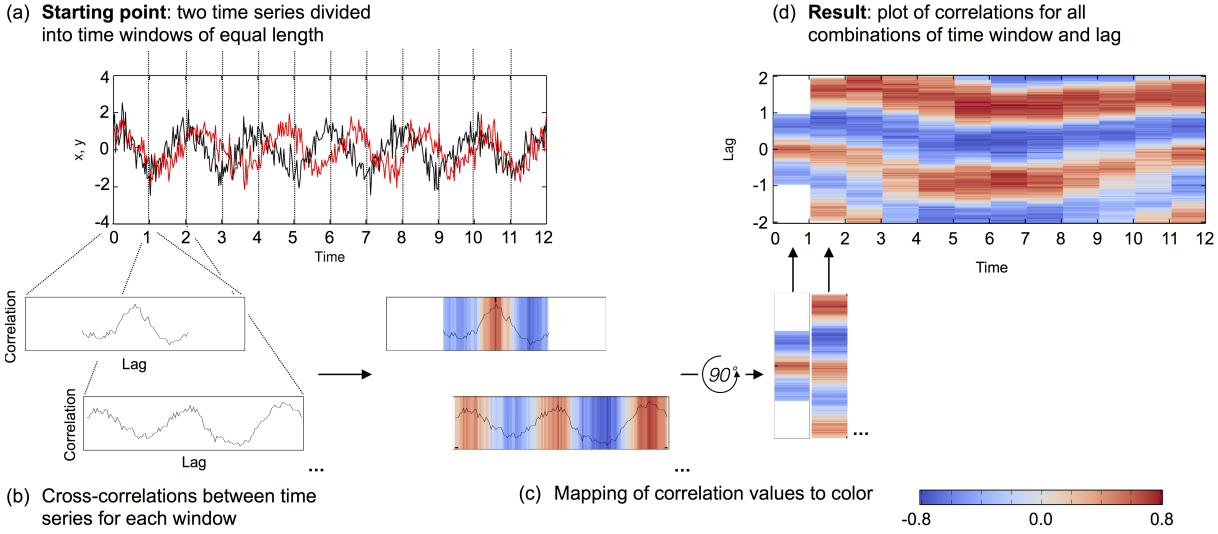 (a) Starting point: two time series divided
into time windows of equal length
x, y
4
2
0
-2
-4
0 1 2 3 4 5 6 7 8 9 10 11 12
Time
Correlation
Lag
Correlation
Lag
...
(b) Cross-correlations between time
series for each window
...
90°
(c) Mapping of correlation values to color
-0.8 0.0 0.8
(d) Result: plot of correlations for all
combinations of time window and lag
Lag
2
1
0
-1
-2
0 1 2 3 4 5 6 7 8 9 10 11 12
Time
...